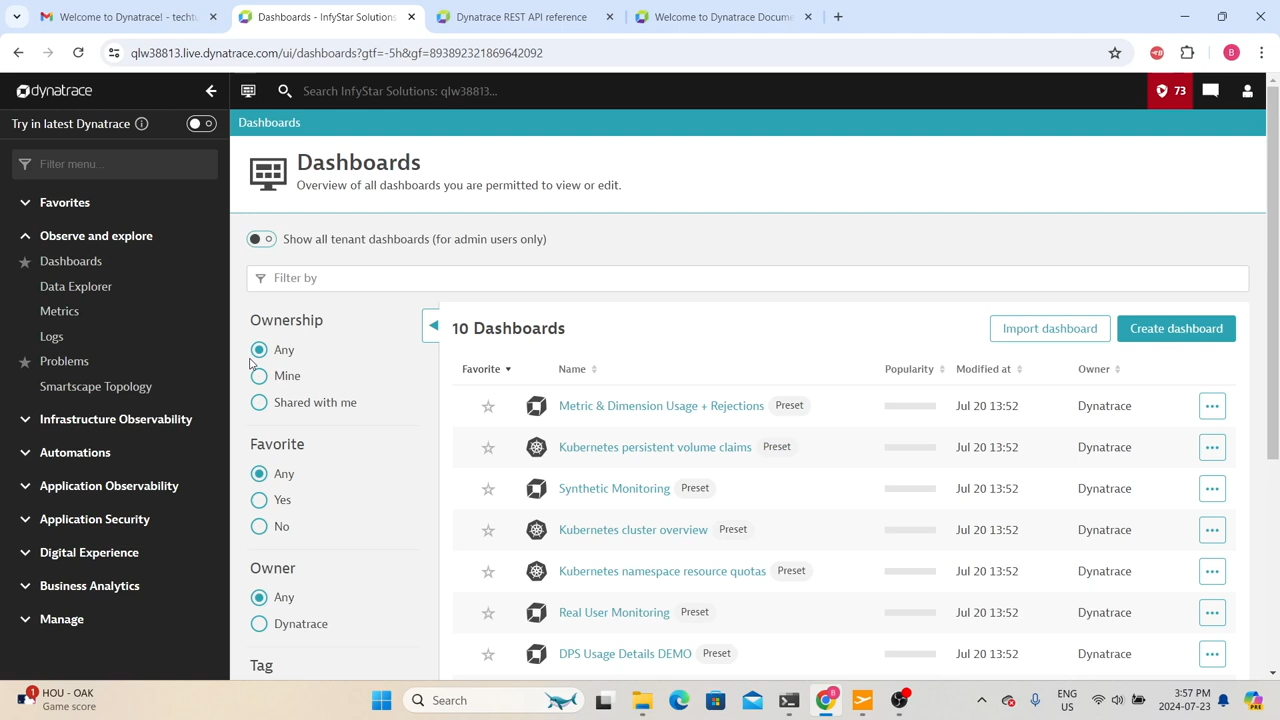 Welcome to Dynatrace! - techtu
Dashboards - InfyStar Solutions
Dynatrace REST API reference
Welcome to Dynatrace Docume
qlw38813.live.dynatrace.com/ui/dashboards?gtf=-5h&gf=893892321869642092
B
dynatrace
Search InfyStar Solutions: qlw38813...
73
Try in latest Dynatrace
Dashboards
Filter menu...
Dashboards
Overview of all dashboards you are permitted to view or edit.
Favorites
Observe and explore
Dashboards
Data Explorer
Metrics
Logs
Problems
Smartscape Topology
Infrastructure Observability
Automations
Application Observability
Application Security
Digital Experience
Business Analytics
Manage
Show all tenant dashboards (for admin users only)
Filter by
Ownership
Any
Mine
Shared with me
Favorite
Any
Yes
No
Owner
Any
Dynatrace
Tag
10 Dashboards
Import dashboard
Create dashboard
Favorite Name Popularity Modified at Owner
Metric & Dimension Usage + Rejections Preset Jul 20 13:52 Dynatrace
Kubernetes persistent volume claims Preset Jul 20 13:52 Dynatrace
Synthetic Monitoring Preset Jul 20 13:52 Dynatrace
Kubernetes cluster overview Preset Jul 20 13:52 Dynatrace
Kubernetes namespace resource quotas Preset Jul 20 13:52 Dynatrace
Real User Monitoring Preset Jul 20 13:52 Dynatrace
DPS Usage Details DEMO Preset Jul 20 13:52 Dynatrace
1
HOU - OAK
Game score
Search
B
ENG
US
3:57 PM
2024-07-23
PRE